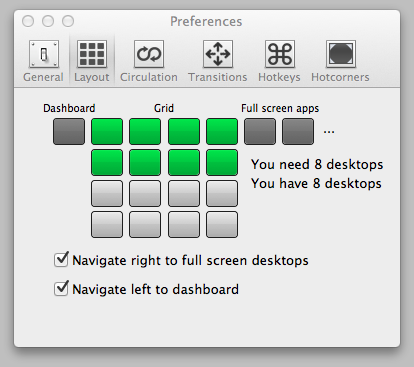 Preferences
General Layout Circulation Transitions Hotkeys Hotcorners
Dashboard Grid Full screen apps
...
You need 8 desktops
You have 8 desktops
Navigate right to full screen desktops
Navigate left to dashboard